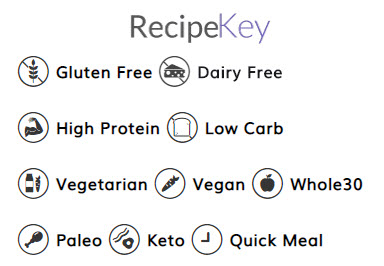 RecipeKey
Gluten Free Dairy Free
High Protein Low Carb
Vegetarian Vegan Whole30
Paleo Keto Quick Meal